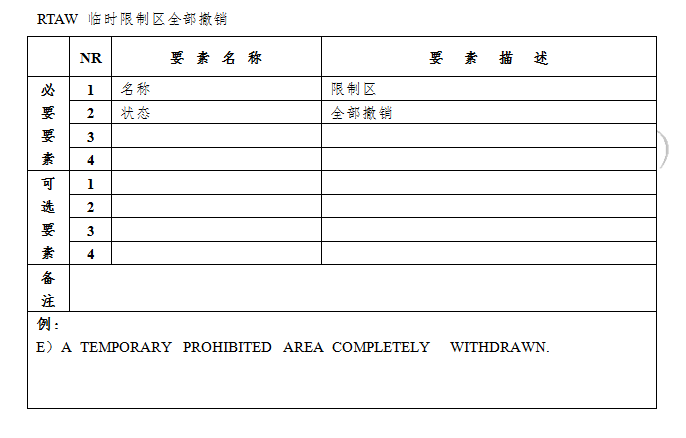 RTAW 临时限制区全部撤销
NR 要素名称 要素描述
必要要素
1 名称 限制区
2 状态 全部撤销
3
4
可选要素
1
2
3
4
备注
例：
E）A TEMPORARY PROHIBITED AREA COMPLETELY WITHDRAWN.